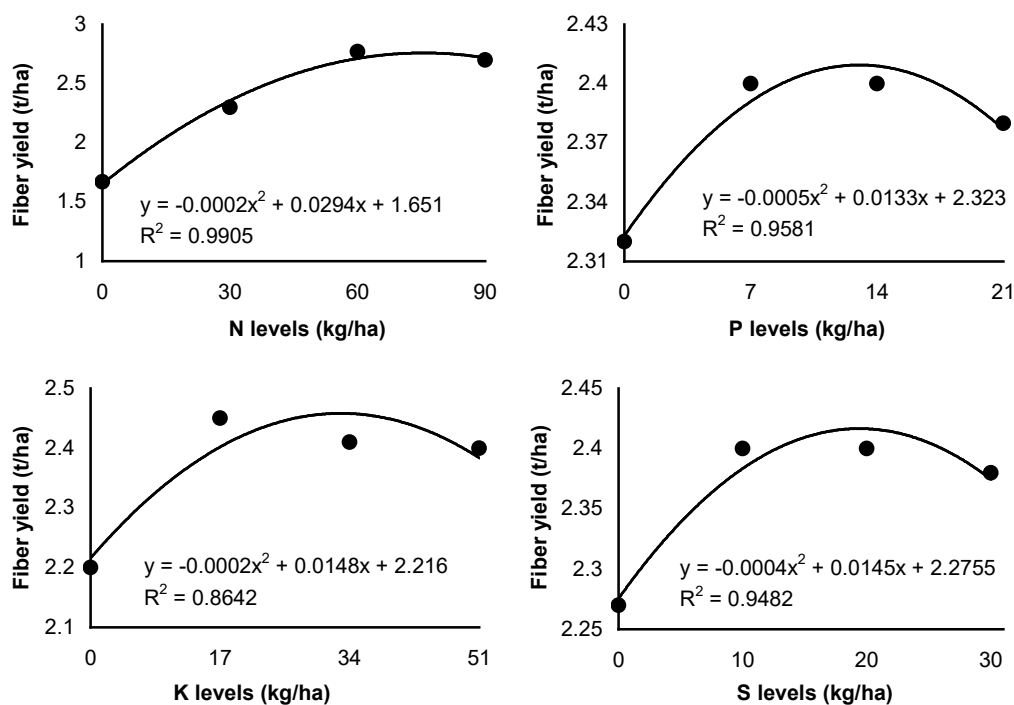 Fiber yield (t/ha)
3
2.5
2
1.5
1
y = -0.0002x² + 0.0294x + 1.651
R² = 0.9905
0 30 60 90
N levels (kg/ha)
Fiber yield (t/ha)
2.43
2.4
2.37
2.34
2.31
y = -0.0005x² + 0.0133x + 2.323
R² = 0.9581
0 7 14 21
P levels (kg/ha)
Fiber yield (t/ha)
2.5
2.4
2.3
2.2
2.1
y = -0.0002x² + 0.0148x + 2.216
R² = 0.8642
0 17 34 51
K levels (kg/ha)
Fiber yield (t/ha)
2.45
2.4
2.35
2.3
2.25
y = -0.0004x² + 0.0145x + 2.2755
R² = 0.9482
0 10 20 30
S levels (kg/ha)